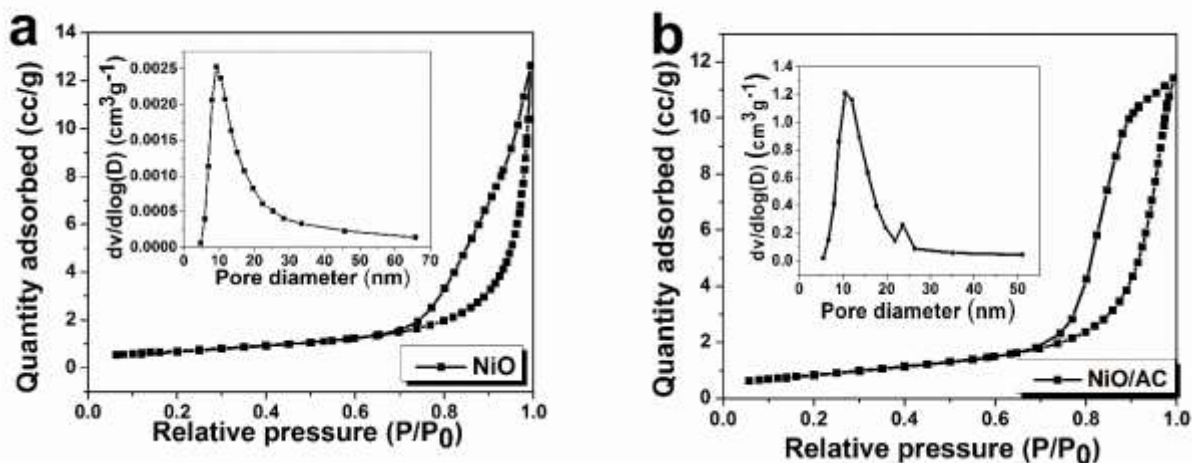 a
Quantity adsorbed (cc/g)
14
12
10
8
6
4
2
0
0.0 0.2 0.4 0.6 0.8 1.0
Relative pressure (P/P0)
NiO
dv/dlog(D) (cm³g⁻¹)
0.0025
0.0020
0.0015
0.0010
0.0005
0.0000
0 10 20 30 40 50 60 70
Pore diameter (nm)
b
Quantity adsorbed (cc/g)
12
10
8
6
4
2
0
0.0 0.2 0.4 0.6 0.8 1.0
Relative pressure (P/P0)
NiO/AC
dv/dlog(D) (cm³g⁻¹)
1.4
1.2
1.0
0.8
0.6
0.4
0.2
0.0
0 10 20 30 40 50
Pore diameter (nm)